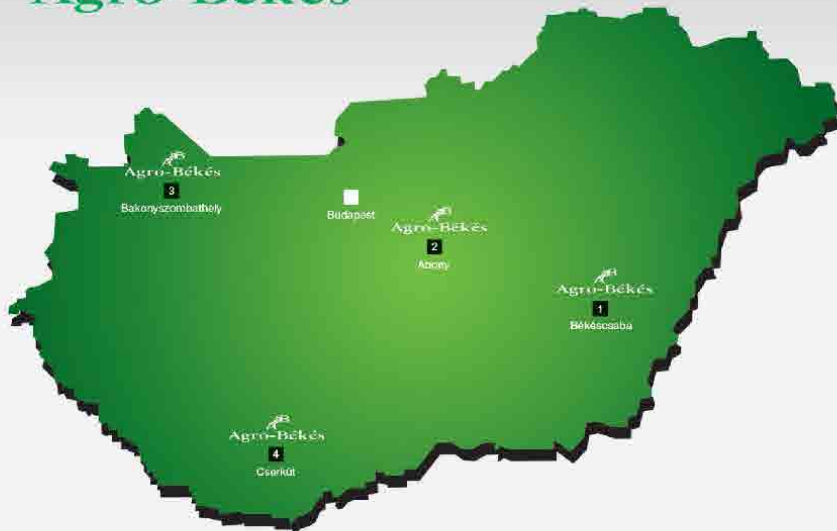 Agro-Békés
Agro-Békés
3
Bakonyszombathely
Budapest
Agro-Békés
2
Abony
Agro-Békés
1
Békéscsaba
Agro-Békés
4
Cserkút